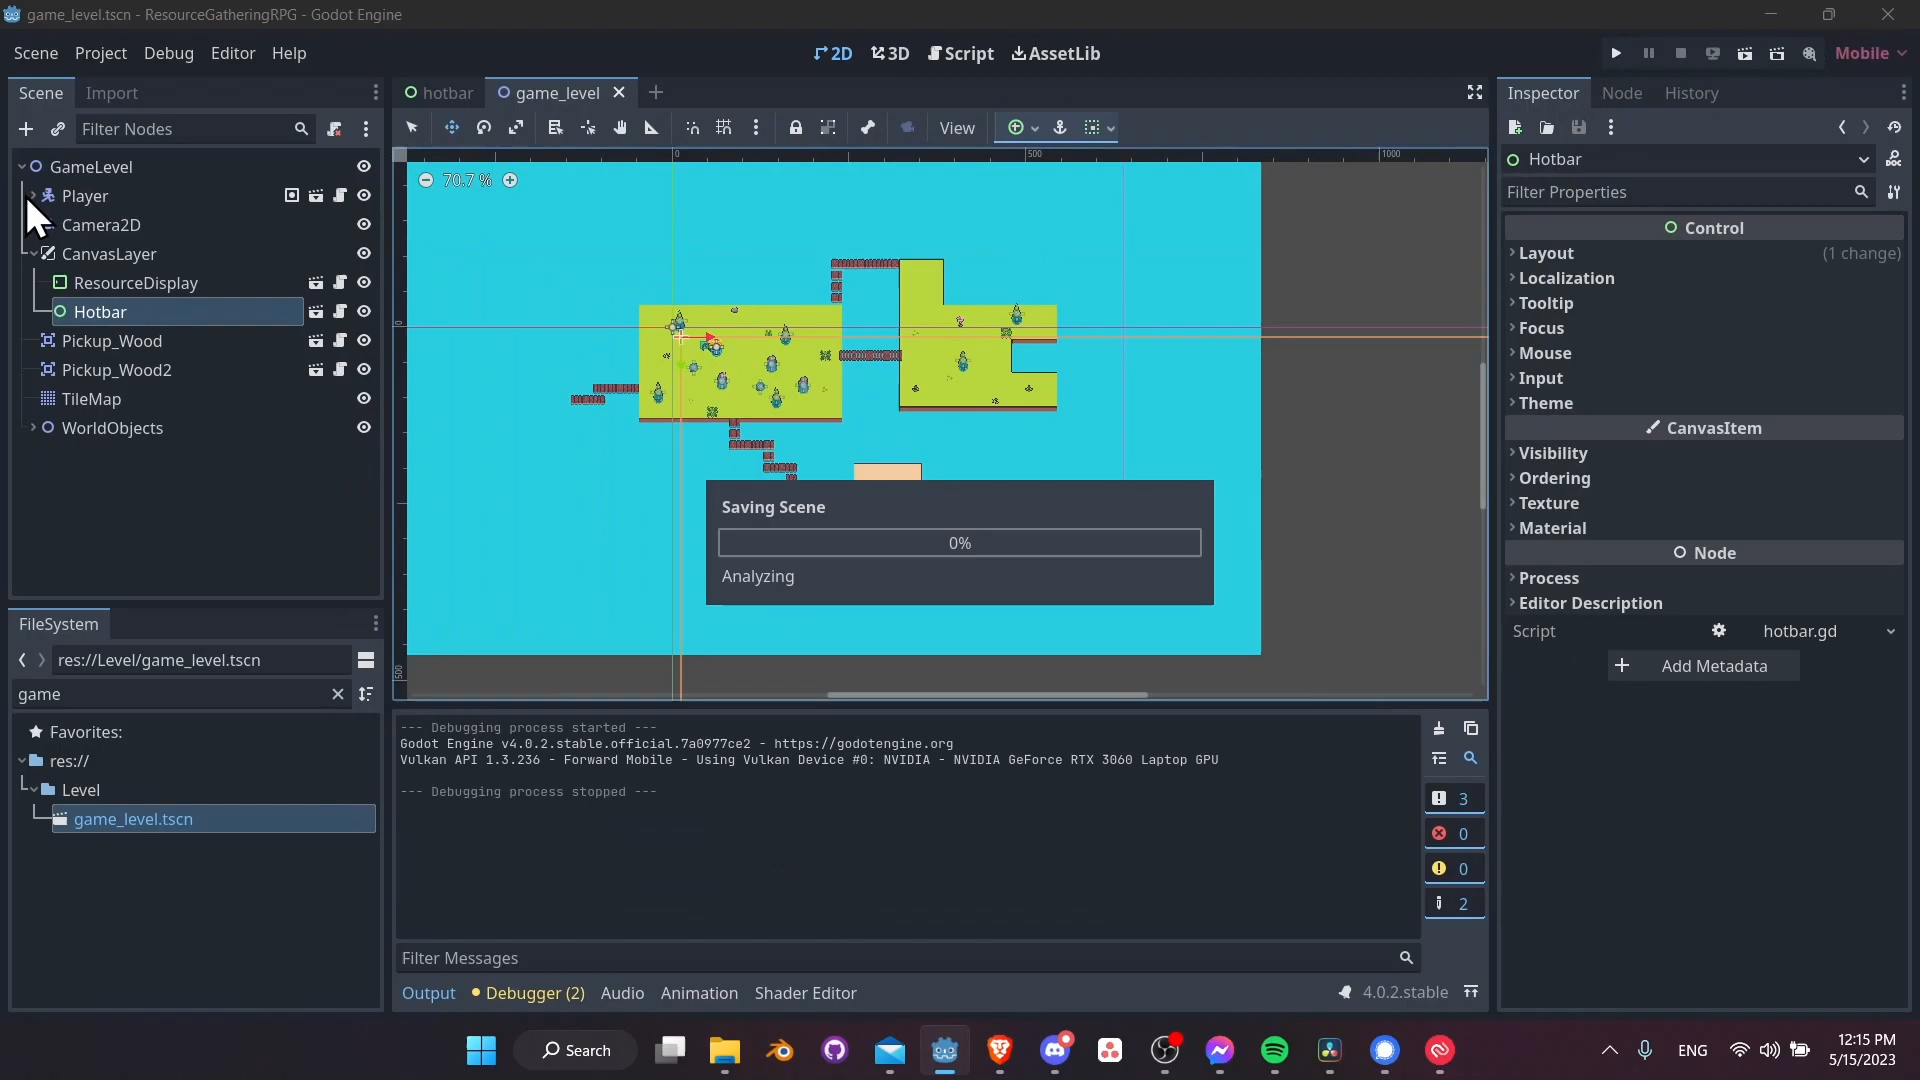 game_level.tscn - ResourceGatheringRPG - Godot Engine
Scene Project Debug Editor Help
2D 3D Script AssetLib
Mobile
Scene Import
hotbar game_level
Inspector Node History
Filter Nodes
View
GameLevel
Player
Camera2D
CanvasLayer
ResourceDisplay
Hotbar
Pickup_Wood
Pickup_Wood2
TileMap
WorldObjects
0 500 1000
70.7 %
0
500
Saving Scene
0%
Analyzing
Hotbar
Filter Properties
Control
Layout (1 change)
Localization
Tooltip
Focus
Mouse
Input
Theme
CanvasItem
Visibility
Ordering
Texture
Material
Node
Process
Editor Description
Script hotbar.gd
Add Metadata
FileSystem
res://Level/game_level.tscn
game
Favorites:
res://
Level
game_level.tscn
--- Debugging process started ---
Godot Engine v4.0.2.stable.official.7a0977ce2 - https://godotengine.org
Vulkan API 1.3.236 - Forward Mobile - Using Vulkan Device #0: NVIDIA - NVIDIA GeForce RTX 3060 Laptop GPU
--- Debugging process stopped ---
3
0
0
2
Filter Messages
Output Debugger (2) Audio Animation Shader Editor
4.0.2.stable
Search
ENG
12:15 PM
5/15/2023